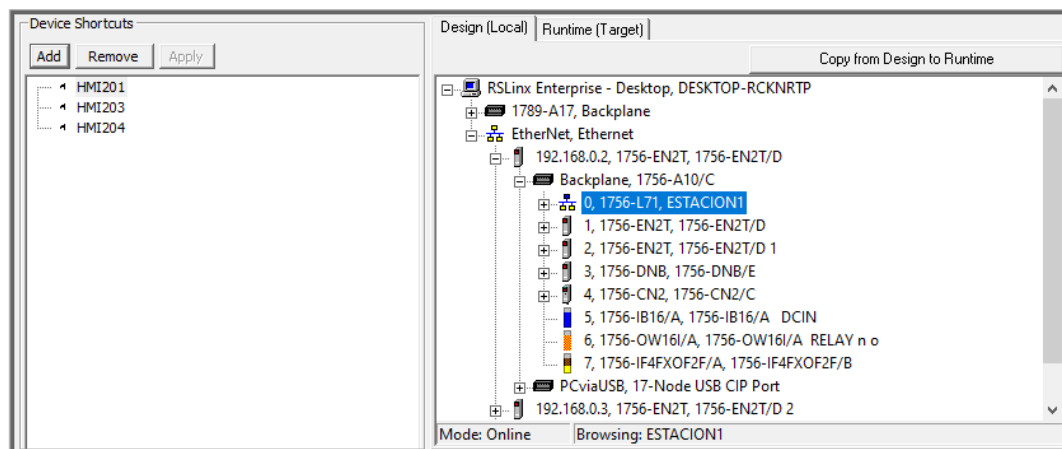 Device Shortcuts
Add Remove Apply
HMI201
HMI203
HMI204
Design (Local) Runtime (Target)
Copy from Design to Runtime
RSLinx Enterprise - Desktop, DESKTOP-RCKNRTP
1789-A17, Backplane
EtherNet, Ethernet
192.168.0.2, 1756-EN2T, 1756-EN2T/D
Backplane, 1756-A10/C
0, 1756-L71, ESTACION1
1, 1756-EN2T, 1756-EN2T/D
2, 1756-EN2T, 1756-EN2T/D 1
3, 1756-DNB, 1756-DNB/E
4, 1756-CN2, 1756-CN2/C
5, 1756-IB16/A, 1756-IB16/A DCIN
6, 1756-OW16I/A, 1756-OW16I/A RELAY n o
7, 1756-IF4FXOF2F/A, 1756-IF4FXOF2F/B
PCviaUSB, 17-Node USB CIP Port
192.168.0.3, 1756-EN2T, 1756-EN2T/D 2
Mode: Online Browsing: ESTACION1